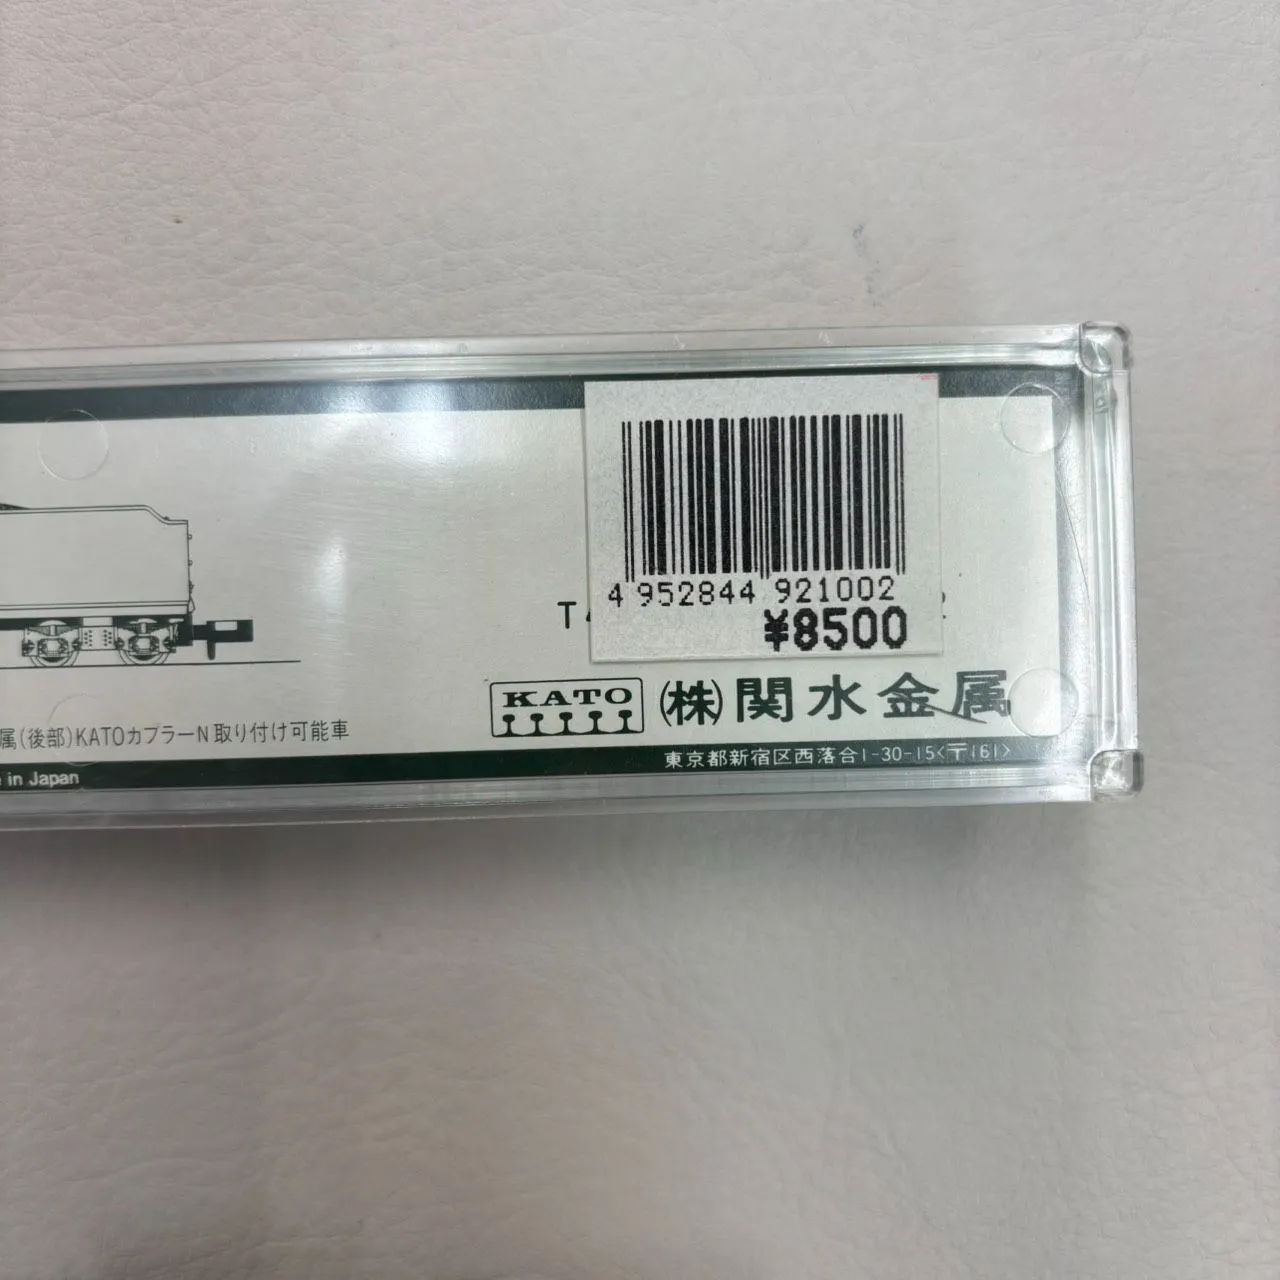 4 952844 921002
¥8500
KATO (株)関水金属
属(後部)KATOカプラーN取り付け可能車
東京都新宿区西落合1-30-15<〒161>
in Japan